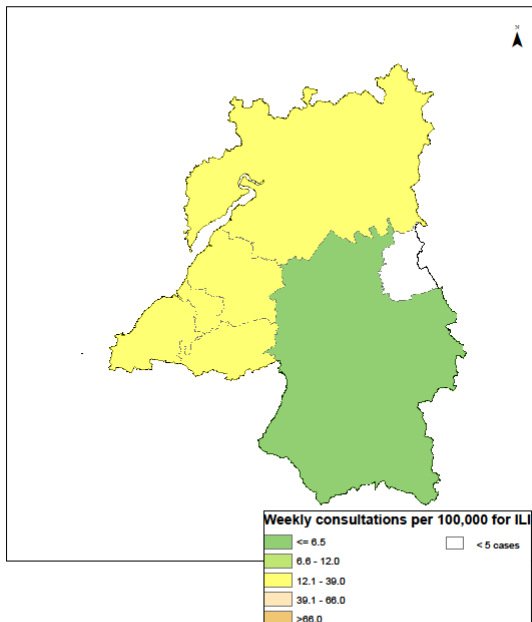 N
Weekly consultations per 100,000 for ILI
<= 6.5
< 5 cases
6.6 - 12.0
12.1 - 39.0
39.1 - 66.0
>66.0